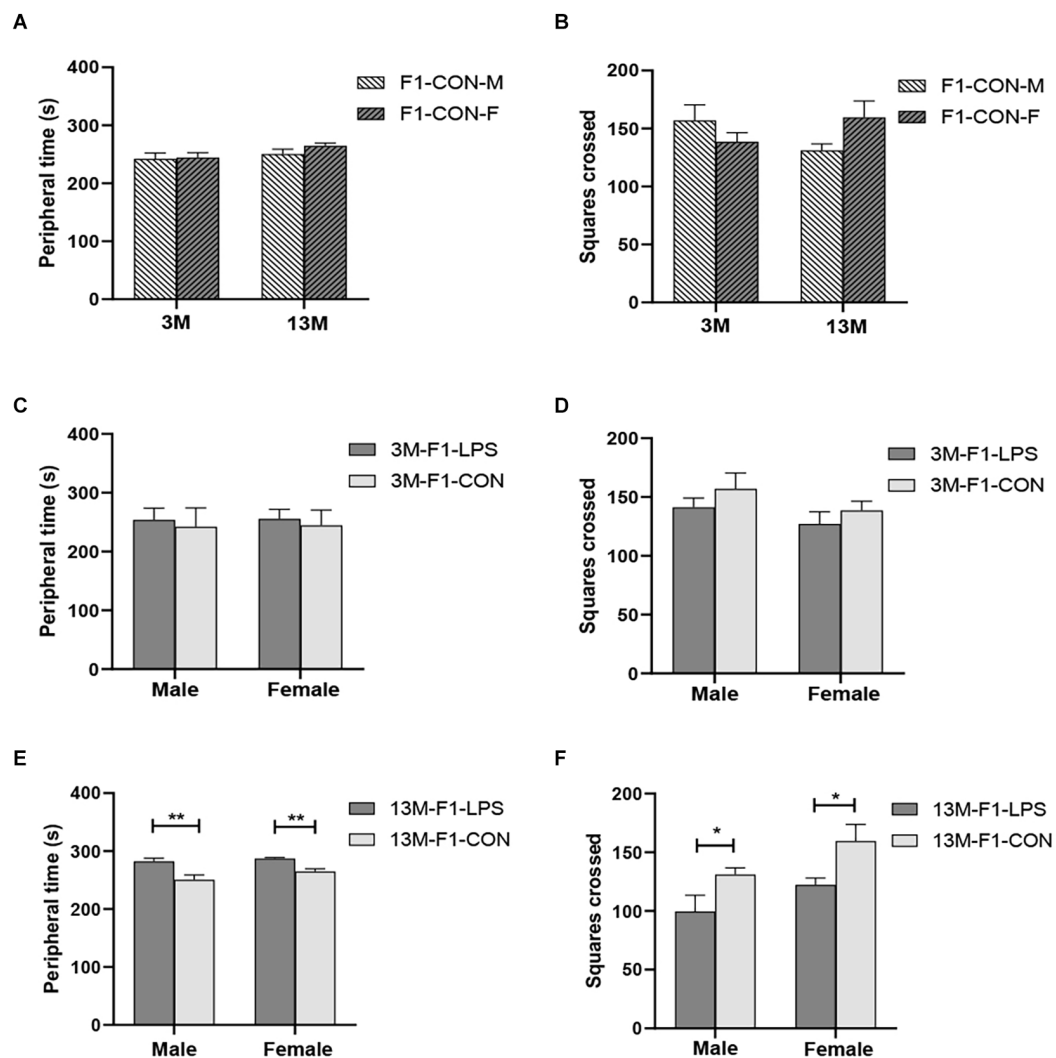 A
Peripheral time (s)
400
300
200
100
0
3M
13M
F1-CON-M
F1-CON-F
B
Squares crossed
200
150
100
50
0
3M
13M
F1-CON-M
F1-CON-F
C
Peripheral time (s)
400
300
200
100
0
Male
Female
3M-F1-LPS
3M-F1-CON
D
Squares crossed
200
150
100
50
0
Male
Female
3M-F1-LPS
3M-F1-CON
E
Peripheral time (s)
400
300
200
100
0
**
**
Male
Female
13M-F1-LPS
13M-F1-CON
F
Squares crossed
200
150
100
50
0
*
*
Male
Female
13M-F1-LPS
13M-F1-CON